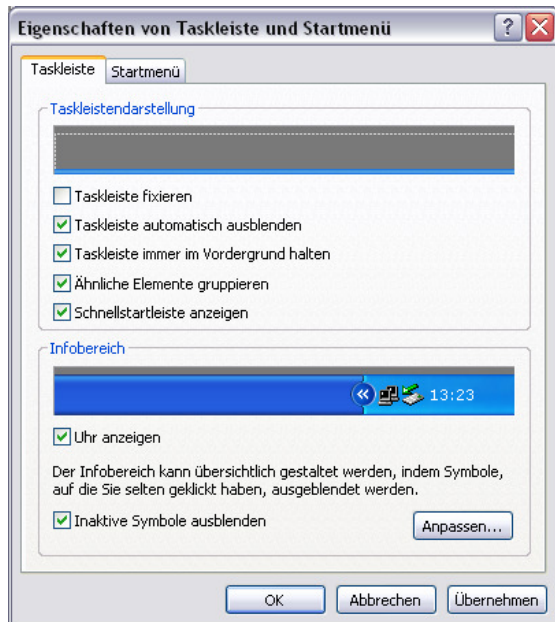 Eigenschaften von Taskleiste und Startmenü
Taskleiste Startmenü
Taskleistendarstellung
Taskleiste fixieren
Taskleiste automatisch ausblenden
Taskleiste immer im Vordergrund halten
Ähnliche Elemente gruppieren
Schnellstartleiste anzeigen
Infobereich
13:23
Uhr anzeigen
Der Infobereich kann übersichtlich gestaltet werden, indem Symbole,
auf die Sie selten geklickt haben, ausgeblendet werden.
Inaktive Symbole ausblenden Anpassen...
OK Abbrechen Übernehmen